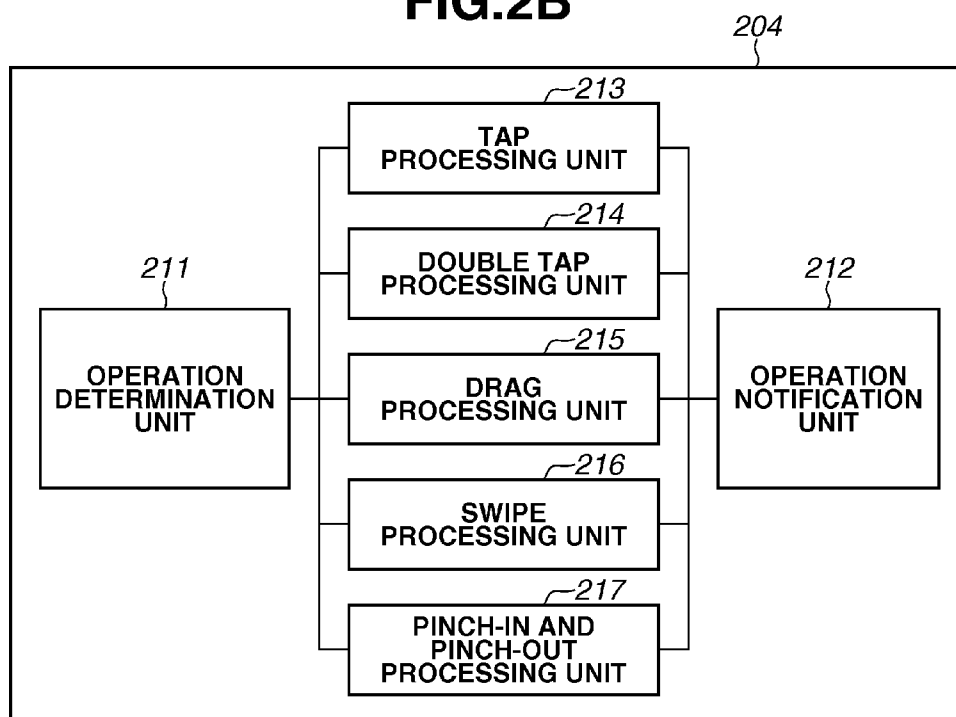 FIG.2B
204
213
TAP
PROCESSING UNIT
214
DOUBLE TAP
PROCESSING UNIT
211
OPERATION
DETERMINATION
UNIT
215
DRAG
PROCESSING UNIT
212
OPERATION
NOTIFICATION
UNIT
216
SWIPE
PROCESSING UNIT
217
PINCH-IN AND
PINCH-OUT
PROCESSING UNIT